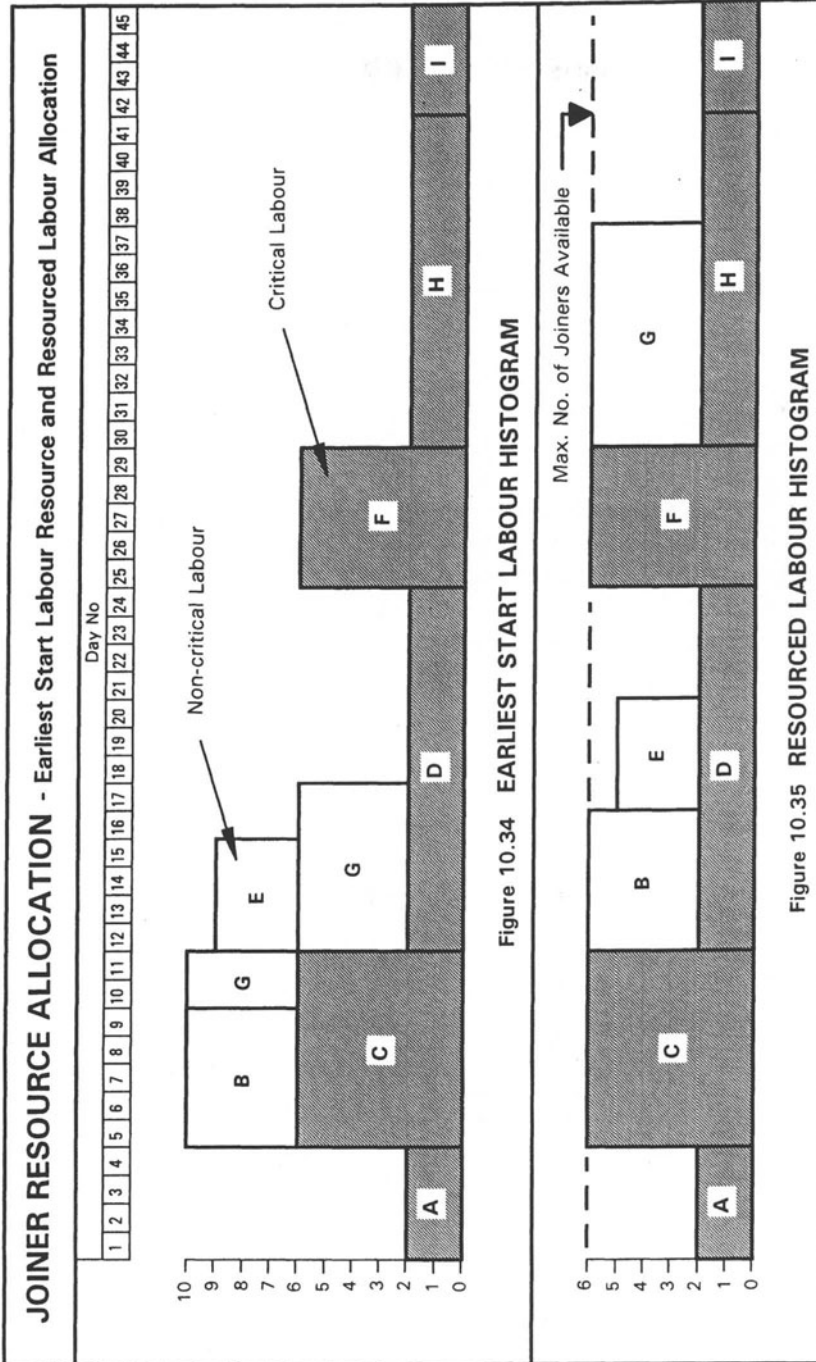 JOINER RESOURCE ALLOCATION - Earliest Start Labour Resource and Resourced Labour Allocation
Day No
1 2 3 4 5 6 7 8 9 10 11 12 13 14 15 16 17 18 19 20 21 22 23 24 25 26 27 28 29 30 31 32 33 34 35 36 37 38 39 40 41 42 43 44 45
10
9
8
7
6
5
4
3
2
1
0
Non-critical Labour
Critical Labour
B
G
E
G
A
C
D
F
H
I
Figure 10.34 EARLIEST START LABOUR HISTOGRAM
Max. No. of Joiners Available
6
5
4
3
2
1
0
B
E
G
A
C
D
F
H
I
Figure 10.35 RESOURCED LABOUR HISTOGRAM